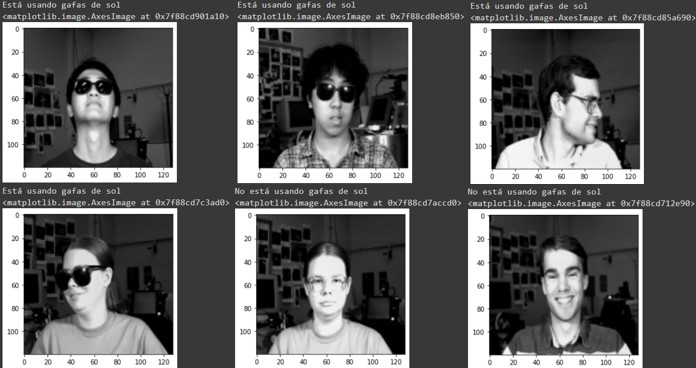 Está usando gafas de sol
<matplotlib.image.AxesImage at 0x7f88cd901a10>
0
20
40
60
80
100
0 20 40 60 80 100 120
Está usando gafas de sol
<matplotlib.image.AxesImage at 0x7f88cd8eb850>
0
20
40
60
80
100
0 20 40 60 80 100 120
Está usando gafas de sol
<matplotlib.image.AxesImage at 0x7f88cd85a690>
0
20
40
60
80
100
0 20 40 60 80 100 120
Está usando gafas de sol
<matplotlib.image.AxesImage at 0x7f88cd7c3ad0>
0
20
40
60
80
100
0 20 40 60 80 100 120
No está usando gafas de sol
<matplotlib.image.AxesImage at 0x7f88cd7accd0>
0
20
40
60
80
100
0 20 40 60 80 100 120
No está usando gafas de sol
<matplotlib.image.AxesImage at 0x7f88cd712e90>
0
20
40
60
80
100
0 20 40 60 80 100 120